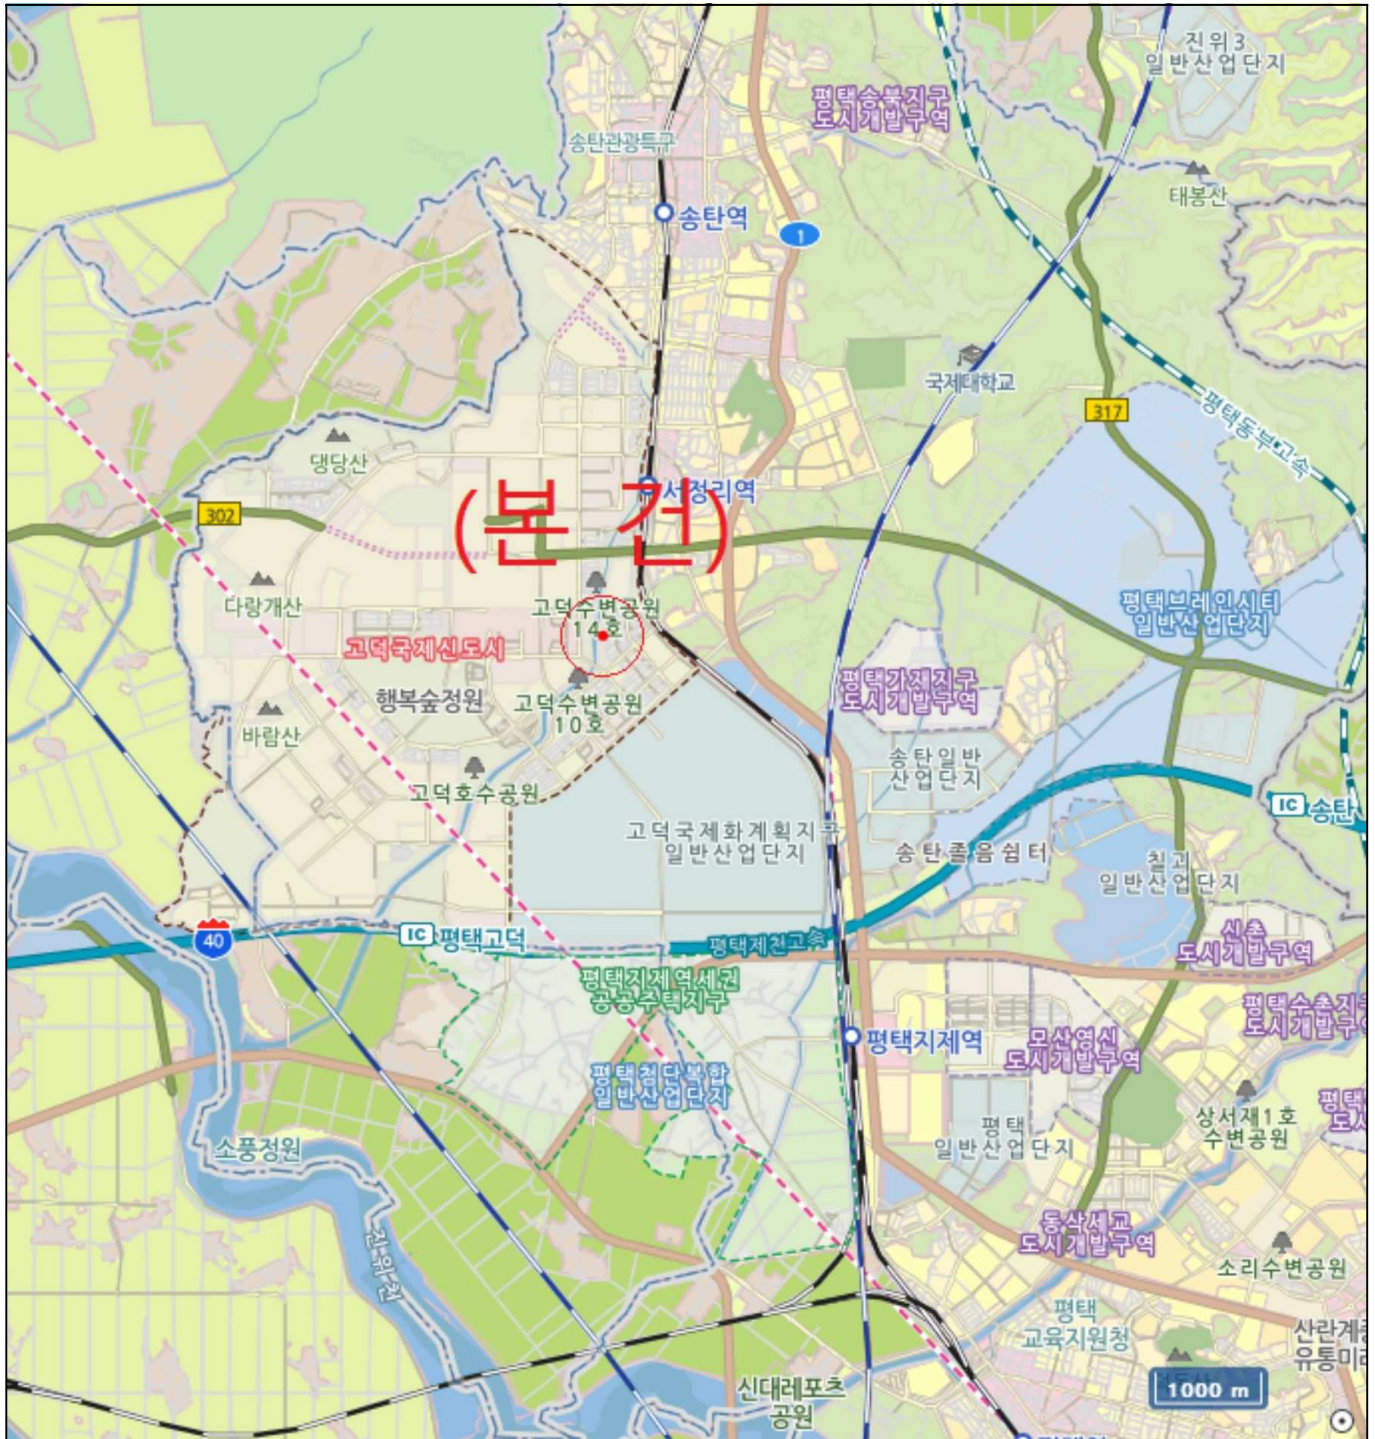 진위3
일반산업단지
평택송북지구
도시개발구역
송탄관광특구
태봉산
송탄역
1
국제대학교
317
평택동부고속
댕당산
(본 건)
서정리역
302
다랑개산
고덕수변공원
14호
평택브레인시티
일반산업단지
고덕국제신도시
평택가재지구
도시개발구역
행복숲정원
고덕수변공원
10호
바람산
송탄일반
산업단지
고덕호수공원
IC 송탄
고덕국제화계획지구
일반산업단지
송탄졸음쉼터
칠괴
일반산업단지
40
IC 평택고덕
평택제천고속
신촌
도시개발구역
평택지제역세권
공공주택지구
평택수촌지구
도시개발구역
평택지제역
모산영신
도시개발구역
평택첨단복합
일반산업단지
상서재1호
수변공원
평택
일반산업단지
소풍정원
진위천
동삭세교
도시개발구역
소리수변공원
평택
교육지원청
1000 m
신대레포츠
공원